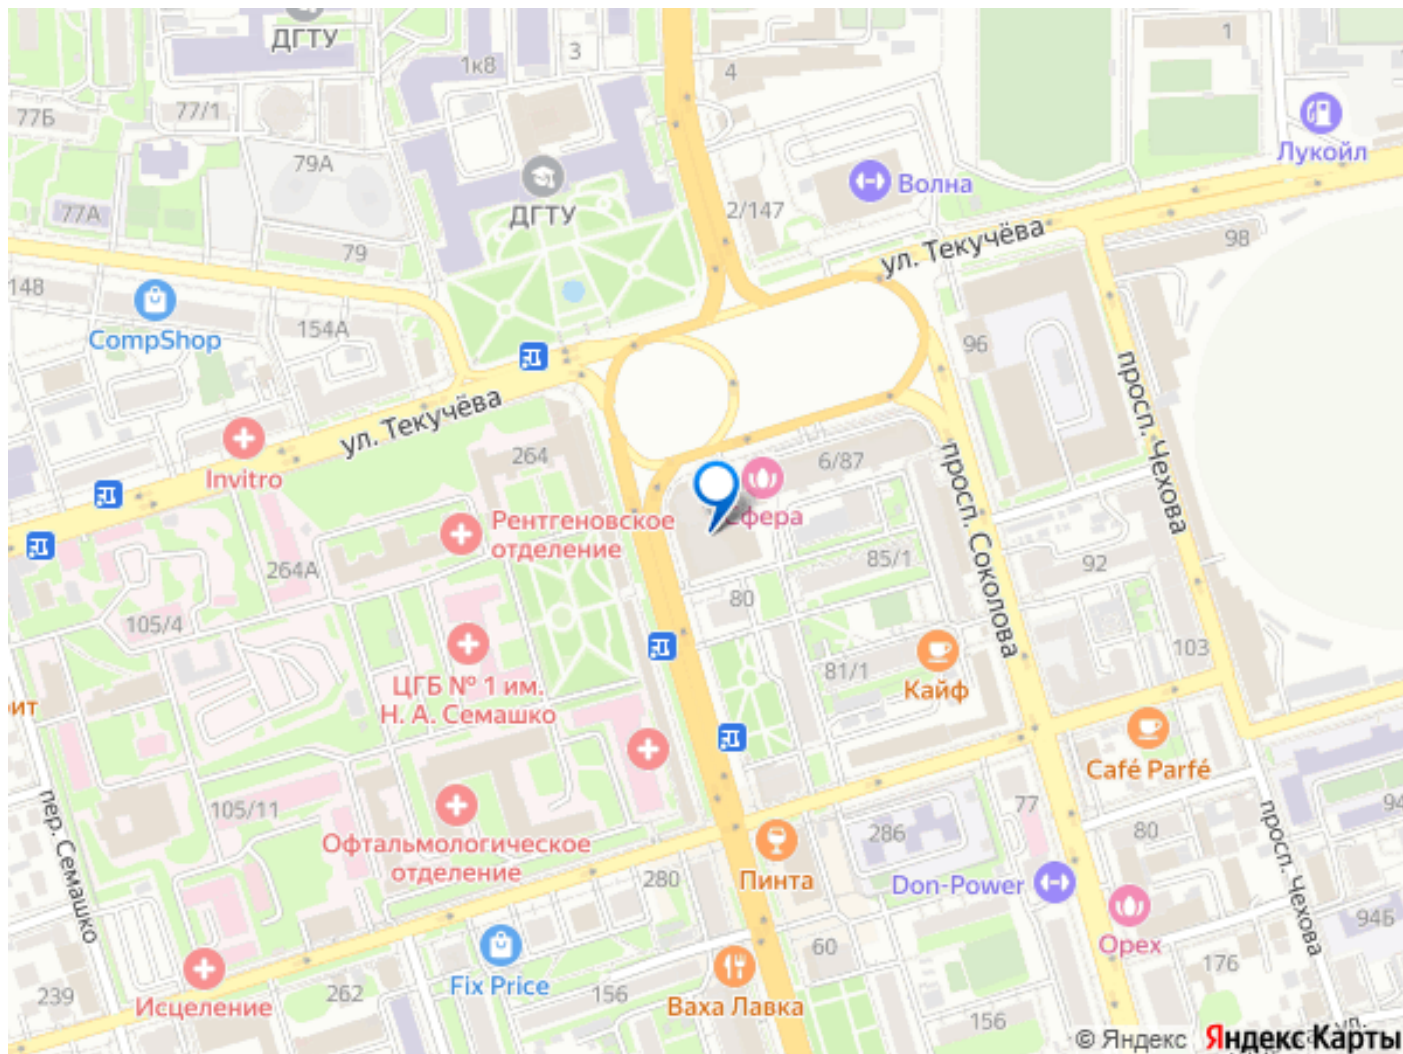 ДГТУ
1к8
3
4
1
77Б
77/1
Лукойл
79А
Волна
77А
ДГТУ
2/147
79
ул. Текучёва
98
148
CompShop
154А
96
просп. Чехова
ул. Текучёва
264
6/87
Invitro
Сфера
просп. Соколова
Рентгеновское
отделение
264А
85/1
92
105/4
80
103
ЦГБ № 1 им.
Н. А. Семашко
81/1
Кайф
Café Parfé
105/11
пер. Семашко
77
286
80
94
просп. Чехова
Офтальмологическое
отделение
280
Пинта
Don-Power
Орех
94Б
60
Fix Price
Исцеление
239
262
156
Ваха Лавка
176
156
© Яндекс Яндекс Карты